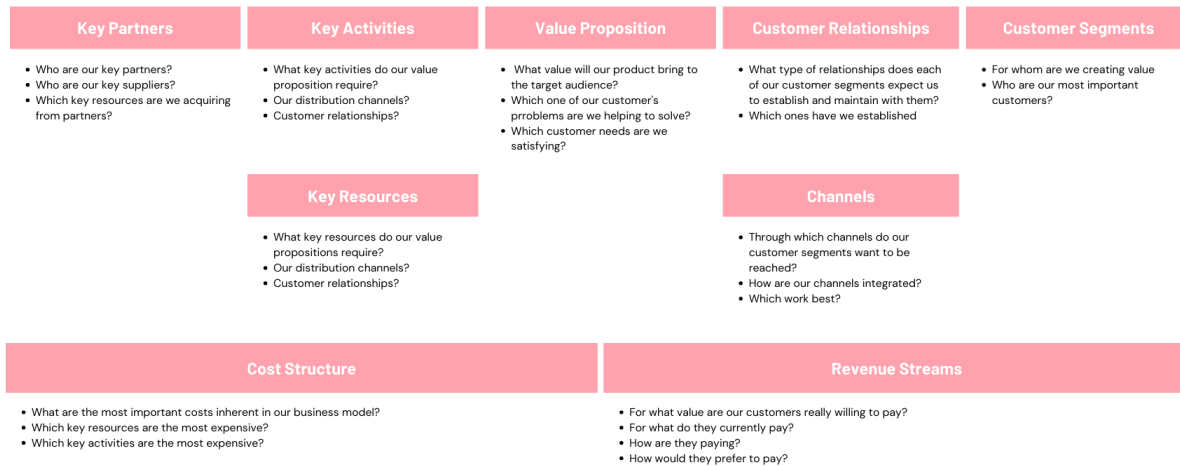 Key Partners
• Who are our key partners?
• Who are our key suppliers?
• Which key resources are we acquiring
from partners?
Key Activities
• What key activities do our value
proposition require?
• Our distribution channels?
• Customer relationships?
Value Proposition
• What value will our product bring to
the target audience?
• Which one of our customer's
prroblems are we helping to solve?
• Which customer needs are we
satisfying?
Customer Relationships
• What type of relationships does each
of our customer segments expect us
to establish and maintain with them?
• Which ones have we established
Customer Segments
• For whom are we creating value
• Who are our most important
customers?
Key Resources
• What key resources do our value
propositions require?
• Our distribution channels?
• Customer relationships?
Channels
• Through which channels do our
customer segments want to be
reached?
• How are our channels integrated?
• Which work best?
Cost Structure
• What are the most important costs inherent in our business model?
• Which key resources are the most expensive?
• Which key activities are the most expensive?
Revenue Streams
• For what value are our customers really willing to pay?
• For what do they currently pay?
• How are they paying?
• How would they prefer to pay?